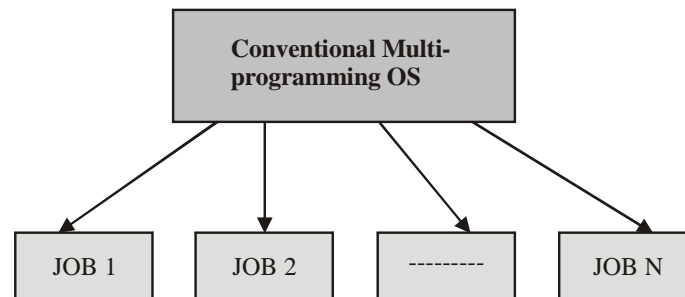 Conventional Multi-
programming OS
JOB 1
JOB 2
---------
JOB N